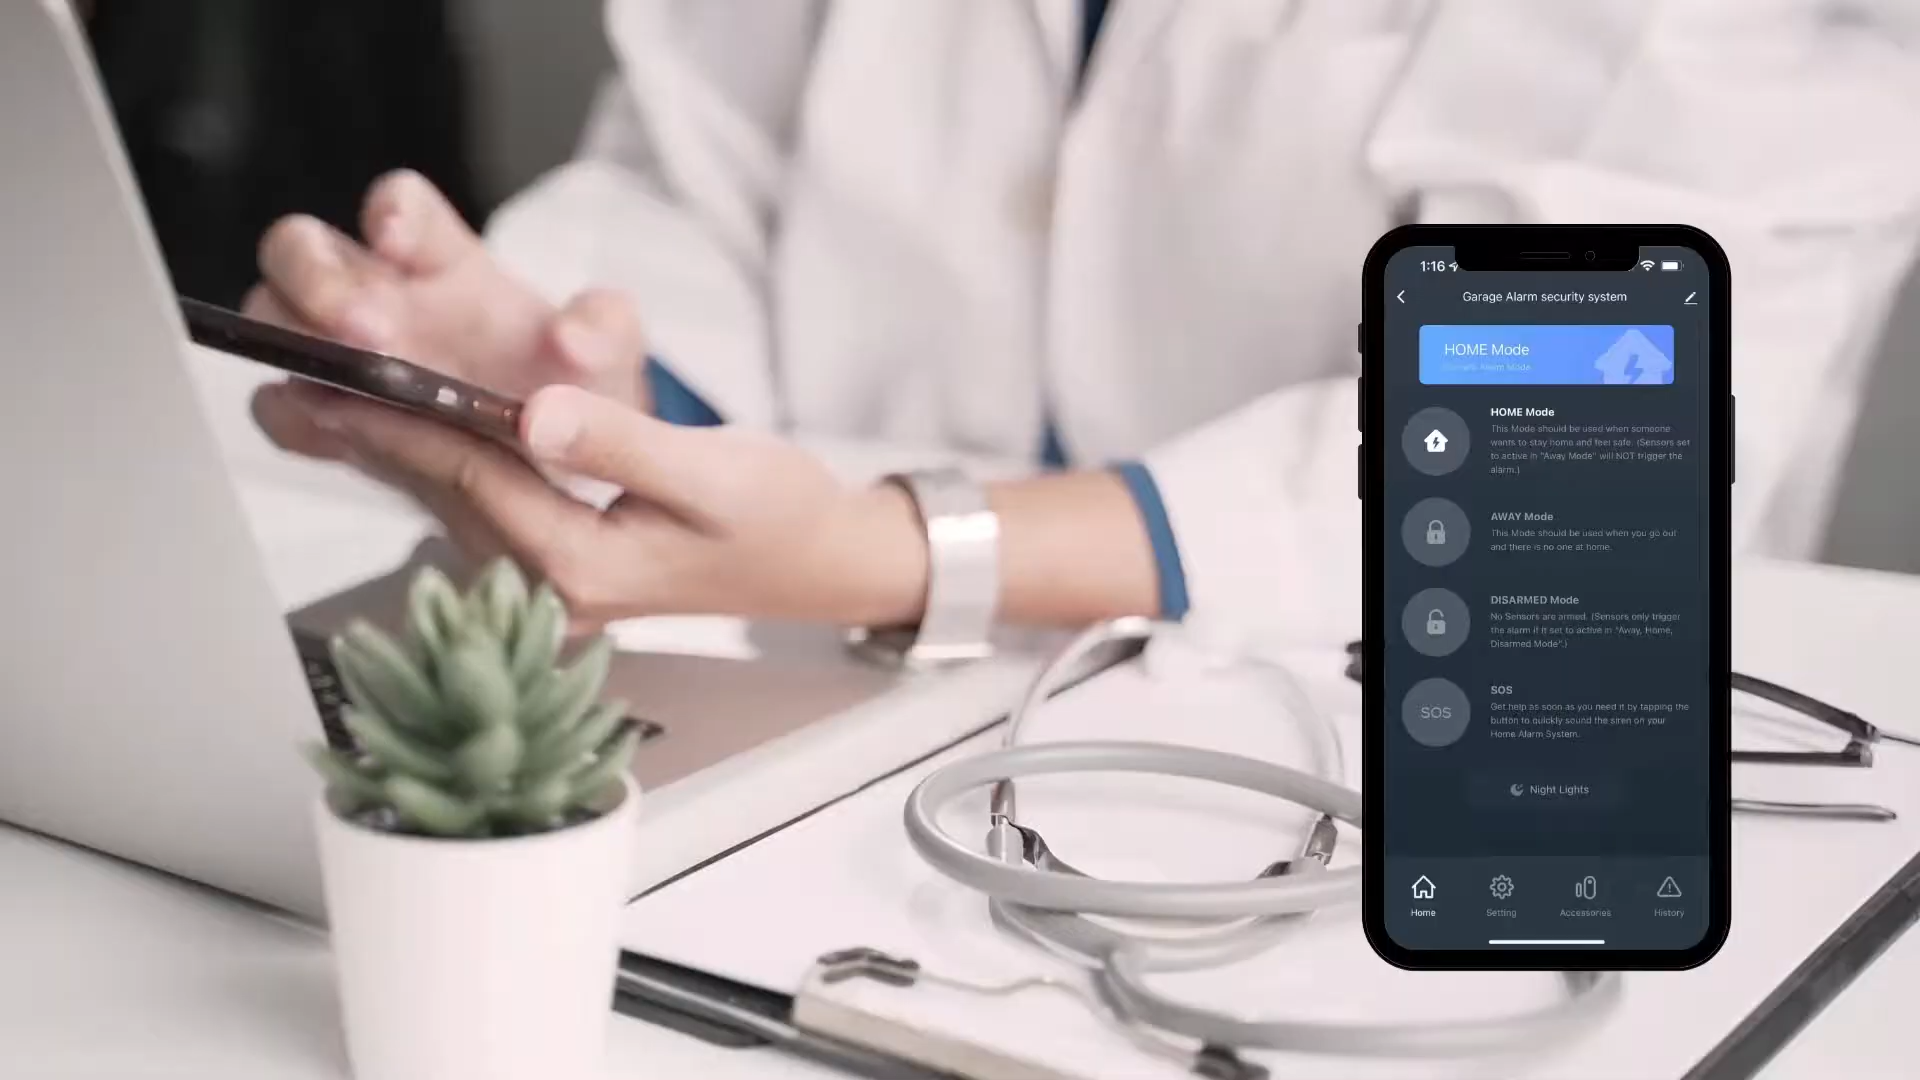 1:16
Garage Alarm security system
HOME Mode
Alarm Mode
HOME Mode
This Mode should be used when someone
wants to stay home and feel safe. (Sensors set
to active in "Away Mode" will NOT trigger the
alarm.)
AWAY Mode
This Mode should be used when you go out
and there is no one at home.
DISARMED Mode
No Sensors are armed. (Sensors only trigger
the alarm if it set to active in "Away, Home,
Disarmed Mode".)
SOS
SOS
Get help as soon as you need it by tapping the
button to quickly sound the siren on your
Home Alarm System.
Night Lights
Home
Setting
Accessories
History